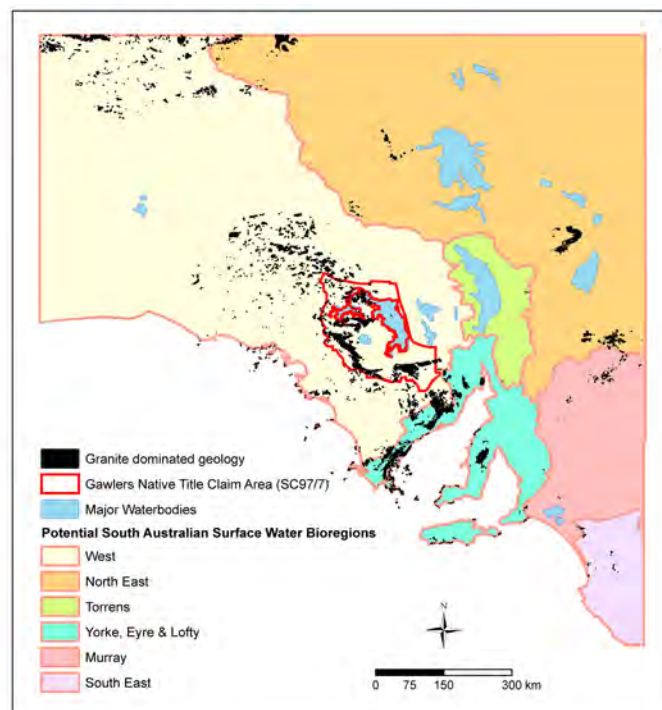 Granite dominated geology
Gawlers Native Title Claim Area (SC97/7)
Major Waterbodies
Potential South Australian Surface Water Bioregions
West
North East
Torrens
Yorke, Eyre & Lofty
Murray
South East
N
0 75 150 300 km